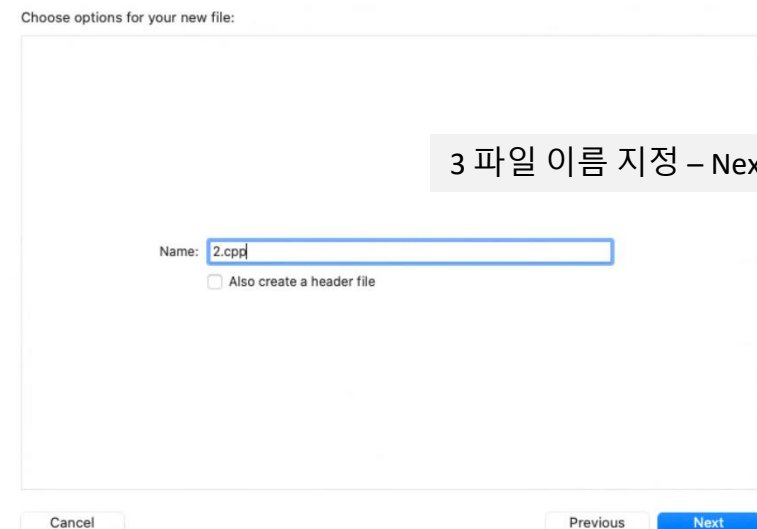 Choose options for your new file:
3 파일 이름 지정 – Nex
Name: 2.cpp
Also create a header file
Cancel
Previous
Next